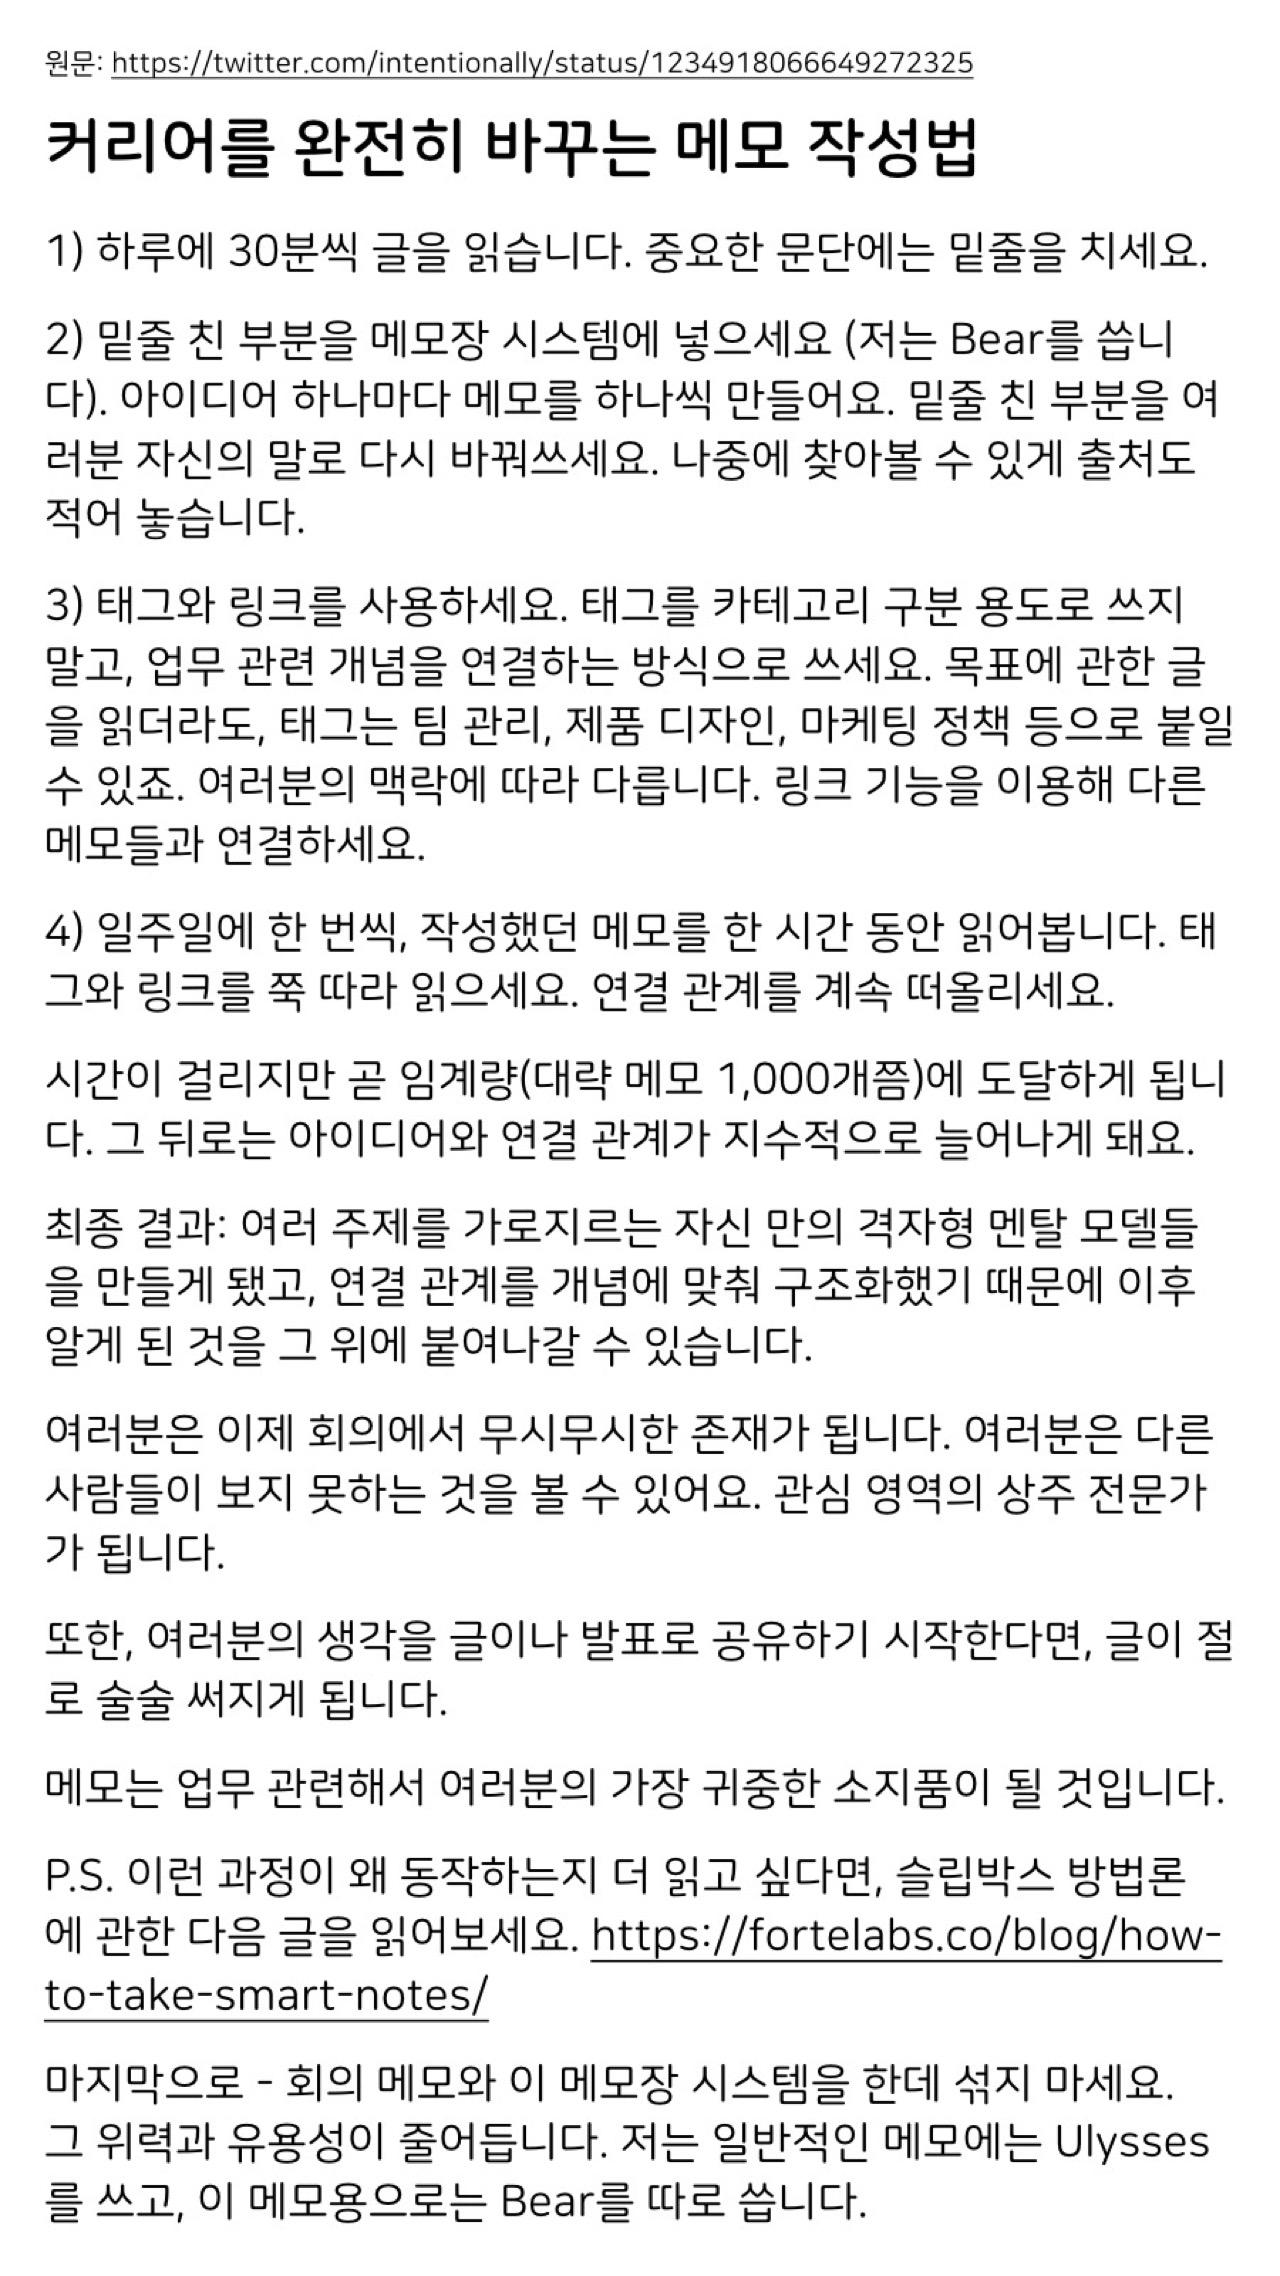 원문: https://twitter.com/intentionally/status/1234918066649272325
커리어를 완전히 바꾸는 메모 작성법
1) 하루에 30분씩 글을 읽습니다. 중요한 문단에는 밑줄을 치세요.
2) 밑줄 친 부분을 메모장 시스템에 넣으세요 (저는 Bear를 씁니
다). 아이디어 하나마다 메모를 하나씩 만들어요. 밑줄 친 부분을 여
러분 자신의 말로 다시 바꿔쓰세요. 나중에 찾아볼 수 있게 출처도
적어 놓습니다.
3) 태그와 링크를 사용하세요. 태그를 카테고리 구분 용도로 쓰지
말고, 업무 관련 개념을 연결하는 방식으로 쓰세요. 목표에 관한 글
을 읽더라도, 태그는 팀 관리, 제품 디자인, 마케팅 정책 등으로 붙일
수 있죠. 여러분의 맥락에 따라 다릅니다. 링크 기능을 이용해 다른
메모들과 연결하세요.
4) 일주일에 한 번씩, 작성했던 메모를 한 시간 동안 읽어봅니다. 태
그와 링크를 쭉 따라 읽으세요. 연결 관계를 계속 떠올리세요.
시간이 걸리지만 곧 임계량(대략 메모 1,000개쯤)에 도달하게 됩니
다. 그 뒤로는 아이디어와 연결 관계가 지수적으로 늘어나게 돼요.
최종 결과: 여러 주제를 가로지르는 자신 만의 격자형 멘탈 모델들
을 만들게 됐고, 연결 관계를 개념에 맞춰 구조화했기 때문에 이후
알게 된 것을 그 위에 붙여나갈 수 있습니다.
여러분은 이제 회의에서 무시무시한 존재가 됩니다. 여러분은 다른
사람들이 보지 못하는 것을 볼 수 있어요. 관심 영역의 상주 전문가
가 됩니다.
또한, 여러분의 생각을 글이나 발표로 공유하기 시작한다면, 글이 절
로 술술 써지게 됩니다.
메모는 업무 관련해서 여러분의 가장 귀중한 소지품이 될 것입니다.
P.S. 이런 과정이 왜 동작하는지 더 읽고 싶다면, 슬립박스 방법론
에 관한 다음 글을 읽어보세요. https://fortelabs.co/blog/how-
to-take-smart-notes/
마지막으로 - 회의 메모와 이 메모장 시스템을 한데 섞지 마세요.
그 위력과 유용성이 줄어듭니다. 저는 일반적인 메모에는 Ulysses
를 쓰고, 이 메모용으로는 Bear를 따로 씁니다.